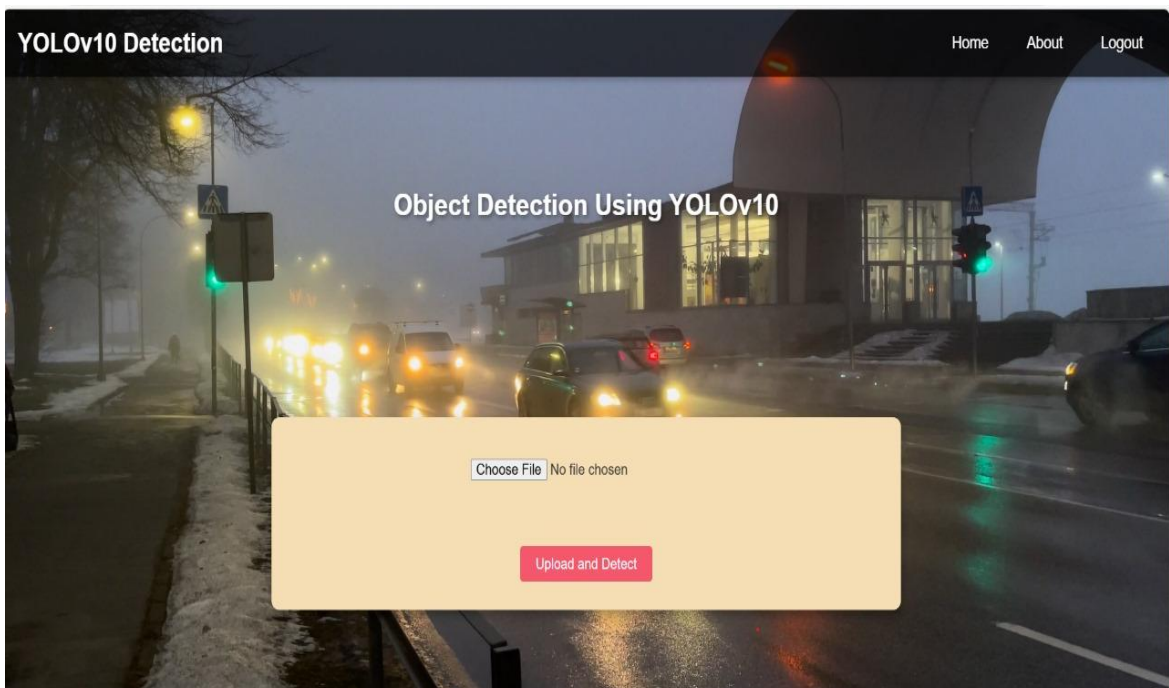 YOLOv10 Detection
Home About Logout
Object Detection Using YOLOv10
Choose File No file chosen
Upload and Detect